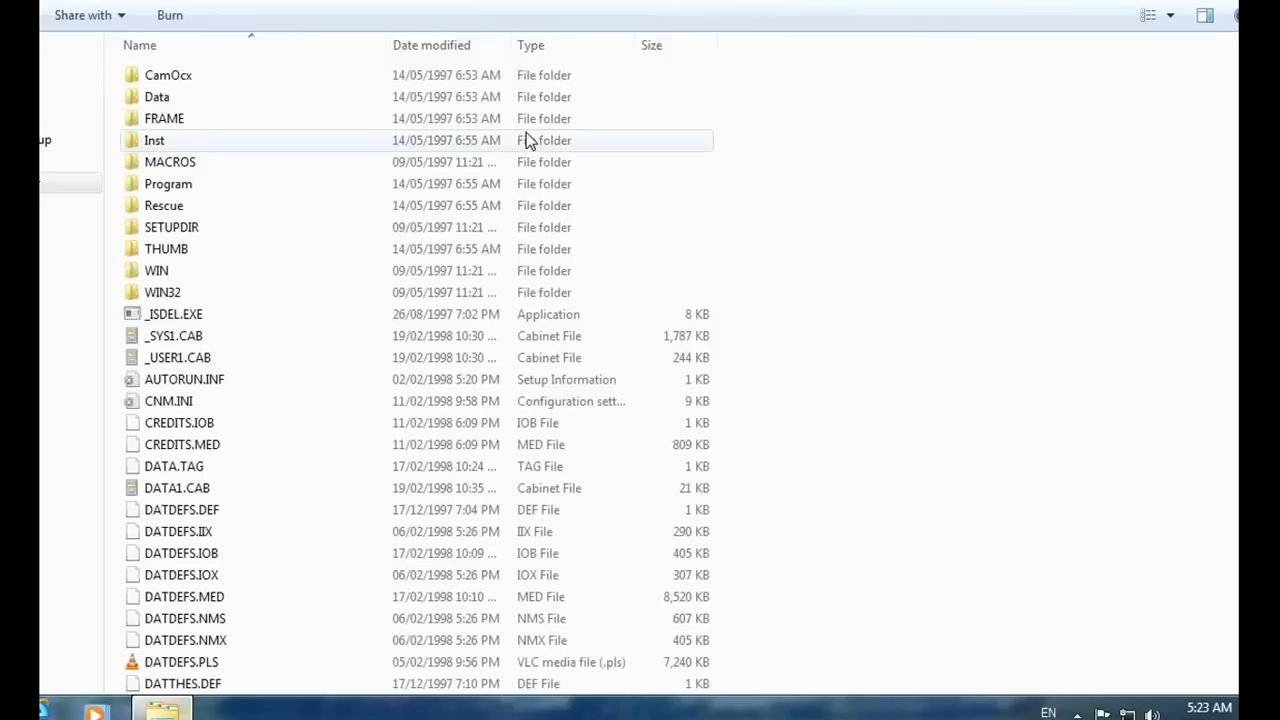 Share with Burn
Name Date modified Type Size
CamOcx 14/05/1997 6:53 AM File folder
Data 14/05/1997 6:53 AM File folder
FRAME 14/05/1997 6:53 AM File folder
up Inst 14/05/1997 6:55 AM File folder
MACROS 09/05/1997 11:21 ... File folder
Program 14/05/1997 6:55 AM File folder
Rescue 14/05/1997 6:55 AM File folder
SETUPDIR 09/05/1997 11:21 ... File folder
THUMB 14/05/1997 6:55 AM File folder
WIN 09/05/1997 11:21 ... File folder
WIN32 09/05/1997 11:21 ... File folder
_ISDEL.EXE 26/08/1997 7:02 PM Application 8 KB
_SYS1.CAB 19/02/1998 10:30 ... Cabinet File 1,787 KB
_USER1.CAB 19/02/1998 10:30 ... Cabinet File 244 KB
AUTORUN.INF 02/02/1998 5:20 PM Setup Information 1 KB
CNM.INI 11/02/1998 9:58 PM Configuration sett... 9 KB
CREDITS.IOB 11/02/1998 6:09 PM IOB File 1 KB
CREDITS.MED 11/02/1998 6:09 PM MED File 809 KB
DATA.TAG 17/02/1998 10:24 ... TAG File 1 KB
DATA1.CAB 19/02/1998 10:35 ... Cabinet File 21 KB
DATDEFS.DEF 17/12/1997 7:04 PM DEF File 1 KB
DATDEFS.IIX 06/02/1998 5:26 PM IIX File 290 KB
DATDEFS.IOB 17/02/1998 10:09 ... IOB File 405 KB
DATDEFS.IOX 06/02/1998 5:26 PM IOX File 307 KB
DATDEFS.MED 17/02/1998 10:10 ... MED File 8,520 KB
DATDEFS.NMS 06/02/1998 5:26 PM NMS File 607 KB
DATDEFS.NMX 06/02/1998 5:26 PM NMX File 405 KB
DATDEFS.PLS 05/02/1998 9:56 PM VLC media file (.pls) 7,240 KB
DATTHES.DEF 17/12/1997 7:10 PM DEF File 1 KB
EN 5:23 AM